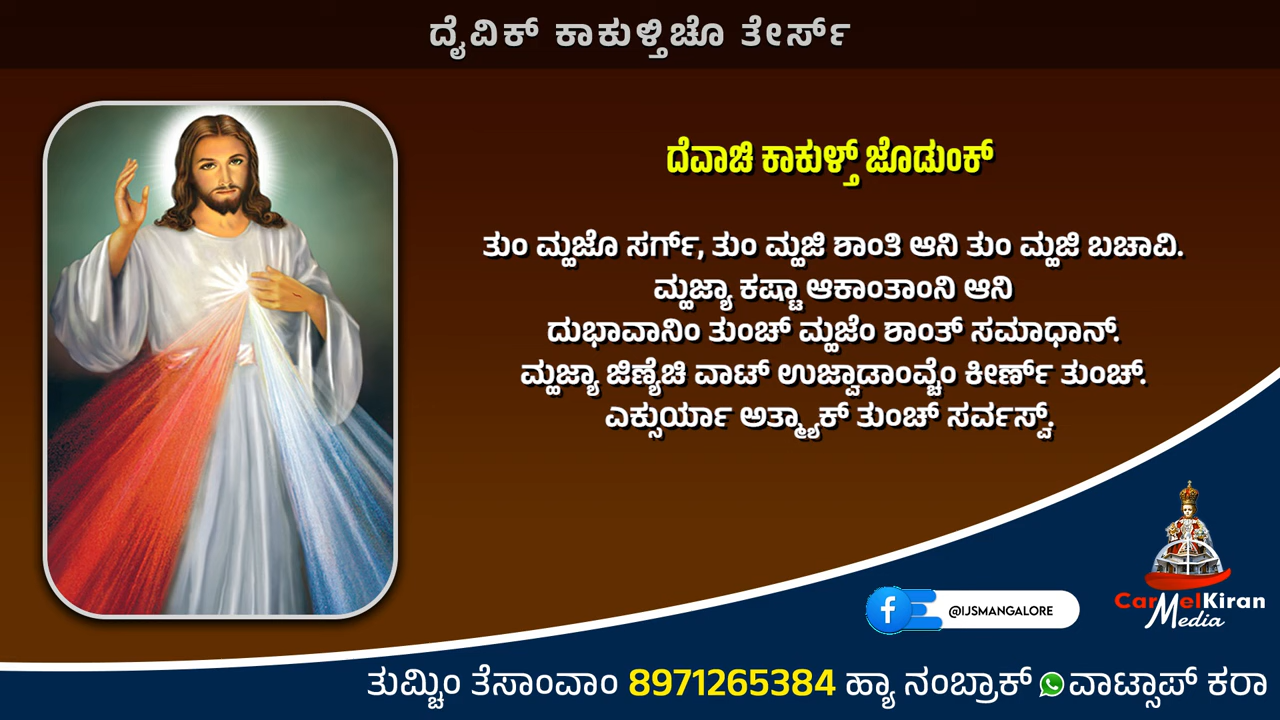 ದೈವಿಕ್ ಕಾಕುಳ್ತಿಚೊ ತೇರ್ಸ್
ದೆವಾಚಿ ಕಾಕುಳ್ತ್ ಜೊಡುಂಕ್
ತುಂ ಮ್ಹಜೊ ಸರ್ಗ್, ತುಂ ಮ್ಹಜಿ ಶಾಂತಿ ಆನಿ ತುಂ ಮ್ಹಜಿ ಬಚಾವಿ.
ಮ್ಹಜ್ಯಾ ಕಷ್ಟಾ ಆಕಾಂತಾಂನಿ ಆನಿ
ದುಭಾವಾನಿಂ ತುಂಚ್ ಮ್ಹಜೆಂ ಶಾಂತ್ ಸಮಾಧಾನ್.
ಮ್ಹಜ್ಯಾ ಜಿಣ್ಯೆಚಿ ವಾಟ್ ಉಜ್ವಾಡಾಂವ್ಚೆಂ ಕೀರ್ಣ್ ತುಂಚ್.
ಎಕ್ಸುರ್ಯಾ ಅತ್ಮ್ಯಾಕ್ ತುಂಚ್ ಸರ್ವಸ್ವ್.
@IJSMANGALORE
CarmelKiran
Media
ತುಮ್ಚಿಂ ತೆಸಾಂವಾಂ 8971265384 ಹ್ಯಾ ನಂಬ್ರಾಕ್ ವಾಟ್ಸಾಪ್ ಕರಾ